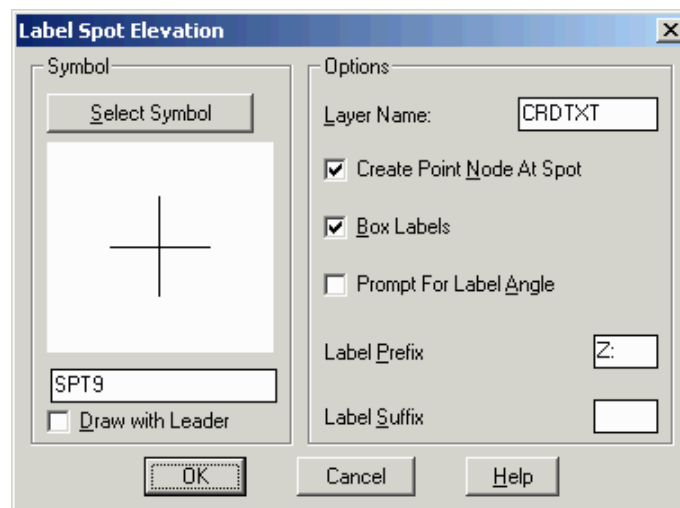 Label Spot Elevation
Symbol
Select Symbol
SPT9
Draw with Leader
Options
Layer Name: CRDTXT
Create Point Node At Spot
Box Labels
Prompt For Label Angle
Label Prefix Z:
Label Suffix
OK Cancel Help